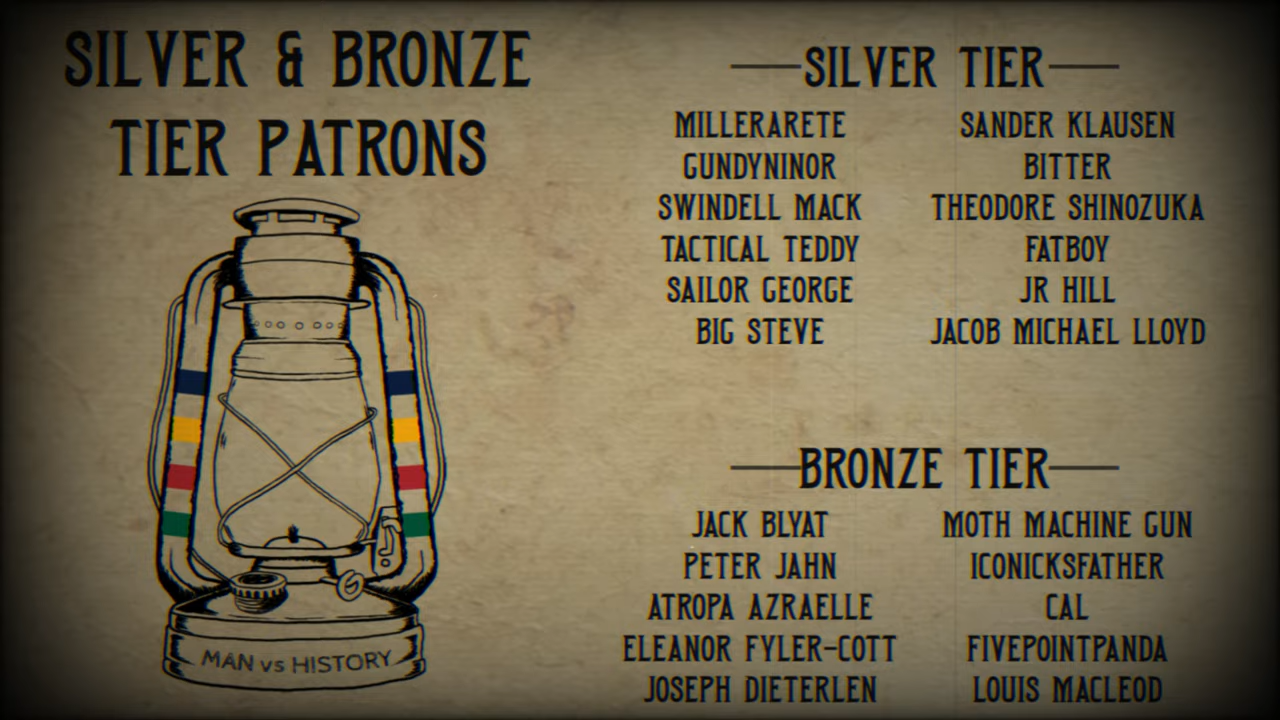 SILVER & BRONZE
TIER PATRONS
MAN vs HISTORY
SILVER TIER
MILLERARETE
GUNDYNINOR
SWINDELL MACK
TACTICAL TEDDY
SAILOR GEORGE
BIG STEVE
SANDER KLAUSEN
BITTER
THEODORE SHINOZUKA
FATBOY
JR HILL
JACOB MICHAEL LLOYD
BRONZE TIER
JACK BLYAT
PETER JAHN
ATROPA AZRAELLE
ELEANOR FYLER-COTT
JOSEPH DIETERLEN
MOTH MACHINE GUN
ICONICKSFATHER
CAL
FIVEPOINTPANDA
LOUIS MACLEOD